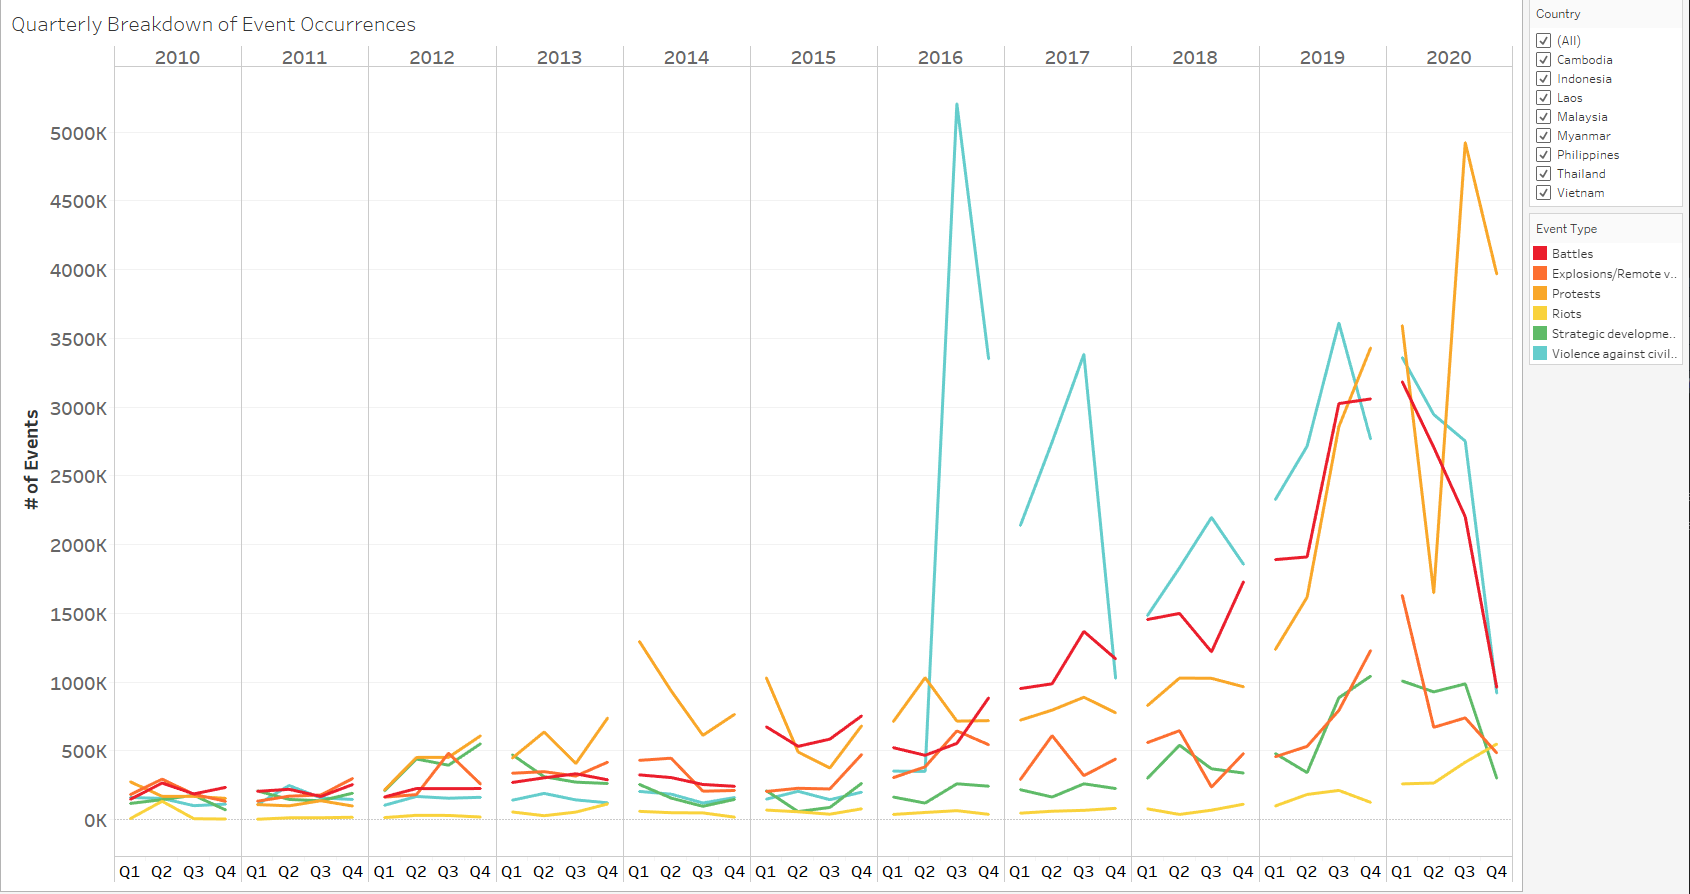 Quarterly Breakdown of Event Occurrences
2010 2011 2012 2013 2014 2015 2016 2017 2018 2019 2020
5000K
4500K
4000K
3500K
3000K
2500K
2000K
1500K
1000K
500K
0K
# of Events
Q1 Q2 Q3 Q4 Q1 Q2 Q3 Q4 Q1 Q2 Q3 Q4 Q1 Q2 Q3 Q4 Q1 Q2 Q3 Q4 Q1 Q2 Q3 Q4 Q1 Q2 Q3 Q4 Q1 Q2 Q3 Q4 Q1 Q2 Q3 Q4 Q1 Q2 Q3 Q4 Q1 Q2 Q3 Q4
Country
(All)
Cambodia
Indonesia
Laos
Malaysia
Myanmar
Philippines
Thailand
Vietnam
Event Type
Battles
Explosions/Remote v..
Protests
Riots
Strategic developme..
Violence against civil..